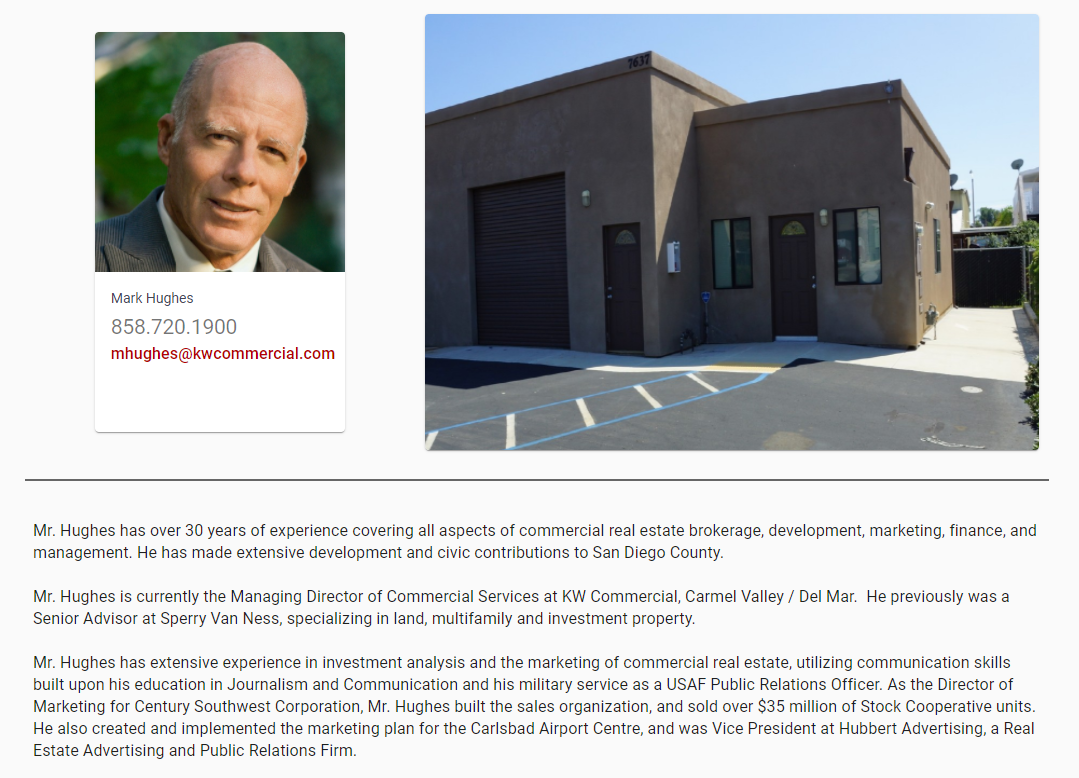 7637
Mark Hughes
858.720.1900
mhughes@kwcommercial.com
Mr. Hughes has over 30 years of experience covering all aspects of commercial real estate brokerage, development, marketing, finance, and
management. He has made extensive development and civic contributions to San Diego County.
Mr. Hughes is currently the Managing Director of Commercial Services at KW Commercial, Carmel Valley / Del Mar.  He previously was a
Senior Advisor at Sperry Van Ness, specializing in land, multifamily and investment property.
Mr. Hughes has extensive experience in investment analysis and the marketing of commercial real estate, utilizing communication skills
built upon his education in Journalism and Communication and his military service as a USAF Public Relations Officer. As the Director of
Marketing for Century Southwest Corporation, Mr. Hughes built the sales organization, and sold over $35 million of Stock Cooperative units.
He also created and implemented the marketing plan for the Carlsbad Airport Centre, and was Vice President at Hubbert Advertising, a Real
Estate Advertising and Public Relations Firm.